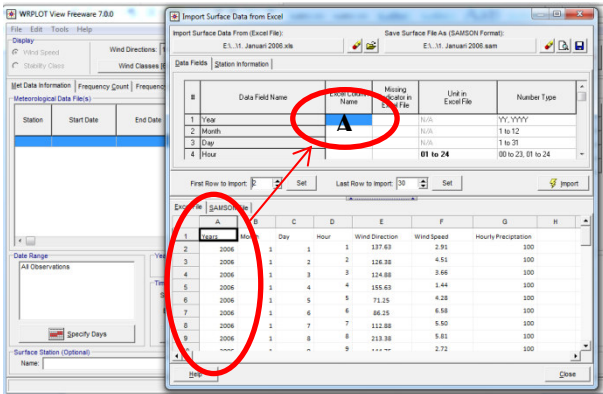 WRPLOT View Freeware 7.0.0
File Edit Tools Help
Display
Wind Speed
Wind Directions:
Stability Class
Wind Classes
Met Data Information Frequency Count Frequency
Meteorological Data File(s)
Station Start Date End Date
Date Range
All Observations
Specify Days
Surface Station (Optional)
Name:
Import Surface Data from Excel
Import Surface Data From (Excel File):
Save Surface File As (SAMSON Format):
E:\...\1. Januari 2006.xls
E:\...\1. Januari 2006.sam
Data Fields Station Information
# Data Field Name Excel Column Name Missing Indicator in Excel File Unit in Excel File Number Type
1 Year A N/A YY, YYYY
2 Month N/A 1 to 12
3 Day N/A 1 to 31
4 Hour 01 to 24 00 to 23, 01 to 24
First Row to Import: 2 Set Last Row to Import: 30 Set Import
Excel File SAMSON File
A B C D E F G H
1 Years Month Day Hour Wind Direction Wind Speed Hourly Precipitation
2 2006 1 1 1 137.63 2.91 100
3 2006 1 2 2 126.38 4.51 100
4 2006 1 3 3 124.88 3.66 100
5 2006 1 4 4 155.63 1.44 100
6 2006 1 5 5 71.25 4.28 100
7 2006 1 6 6 86.25 6.58 100
8 2006 1 7 7 112.88 5.50 100
9 2006 1 8 8 213.38 5.81 100
2006 1 9 2.72 100
Help Close